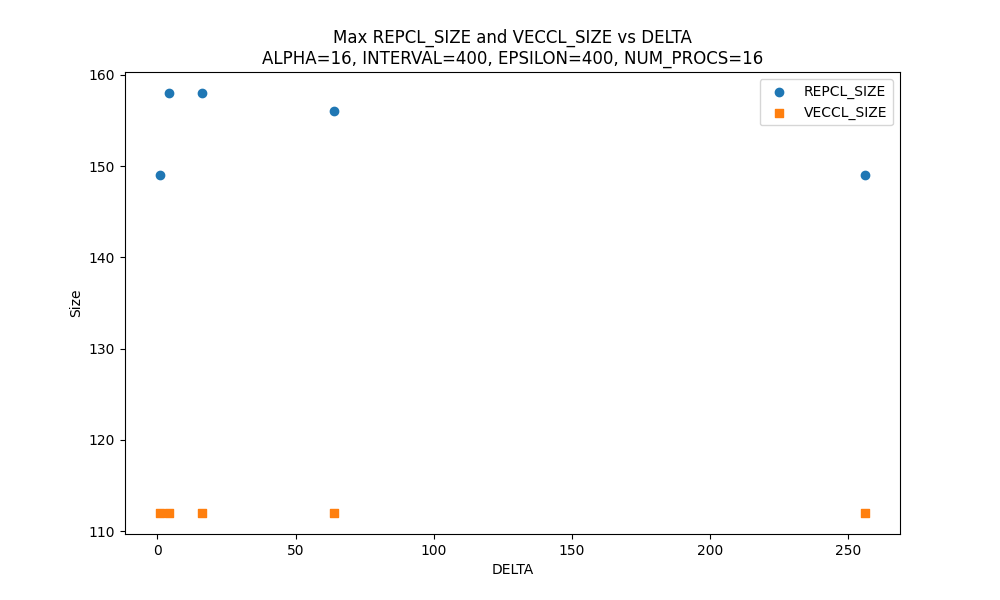 Max REPCL_SIZE and VECCL_SIZE vs DELTA
ALPHA=16, INTERVAL=400, EPSILON=400, NUM_PROCS=16
REPCL_SIZE
VECCL_SIZE
160
150
140
130
120
110
Size
0
50
100
150
200
250
DELTA